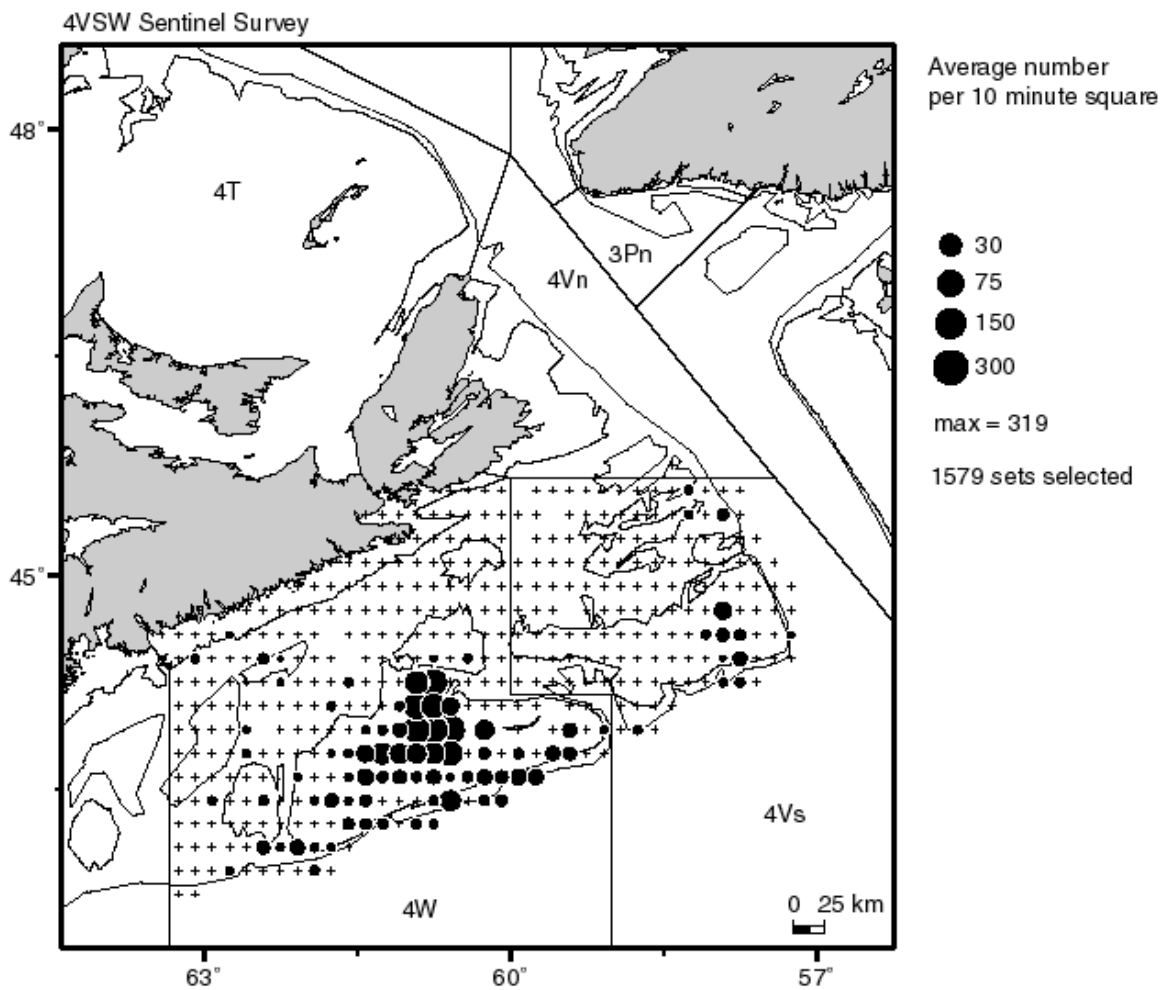 4VSW Sentinel Survey
Average number
per 10 minute square
48°
4T
3Pn
4Vn
30
75
150
300
max = 319
1579 sets selected
45°
4Vs
4W
0 25 km
63°
60°
57°